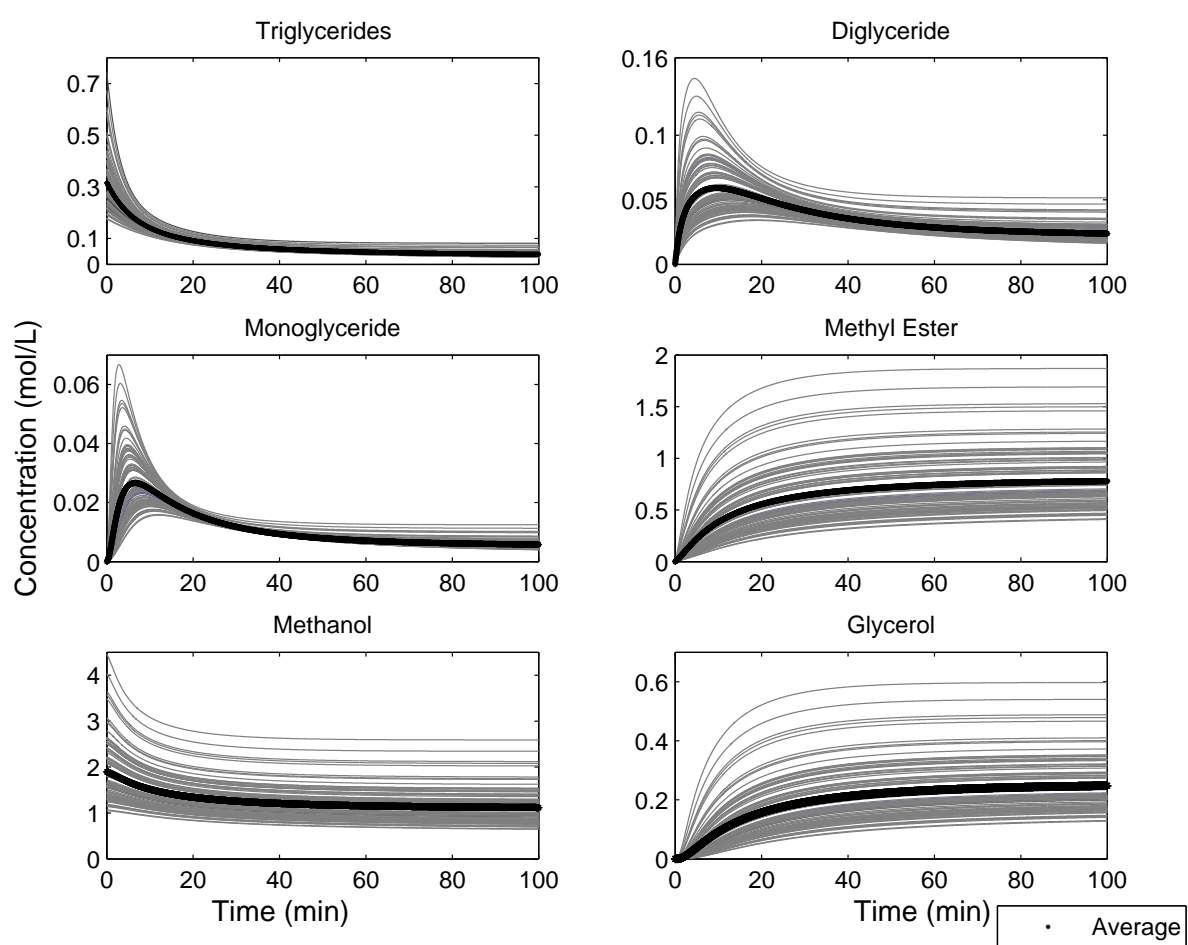 Triglycerides
0.7
0.5
0.3
0.1
0
0 20 40 60 80 100
Diglyceride
0.16
0.1
0.05
0
0 20 40 60 80 100
Concentration (mol/L)
Monoglyceride
0.06
0.04
0.02
0
0 20 40 60 80 100
Methyl Ester
2
1.5
1
0.5
0
0 20 40 60 80 100
Methanol
4
3
2
1
0
0 20 40 60 80 100
Time (min)
Glycerol
0.6
0.4
0.2
0
0 20 40 60 80 100
Time (min)
Average